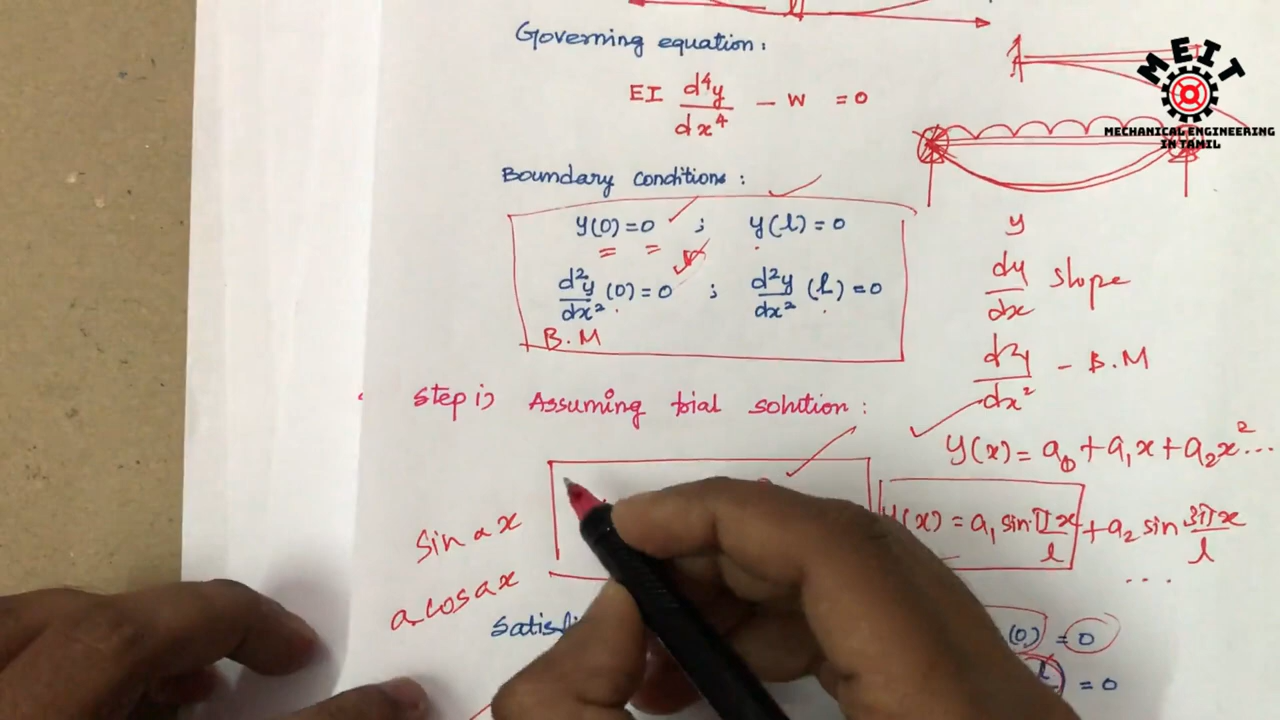 Governing equation:
EI d⁴y/dx⁴ - w = 0
MEIT
MECHANICAL ENGINEERING
IN TAMIL
Boundary conditions:
y(0)=0 ; y(l)=0
d²y/dx² (0)=0 ; d²y/dx² (l)=0
B.M
y
dy/dx slope
d²y/dx² - B.M
Step i) Assuming trial solution:
y(x) = a₀ + a₁x + a₂x²...
y(x) = a₁ sin πx/l + a₂ sin 3πx/l
...
sin ax
a cos ax
(0) = 0
l = 0